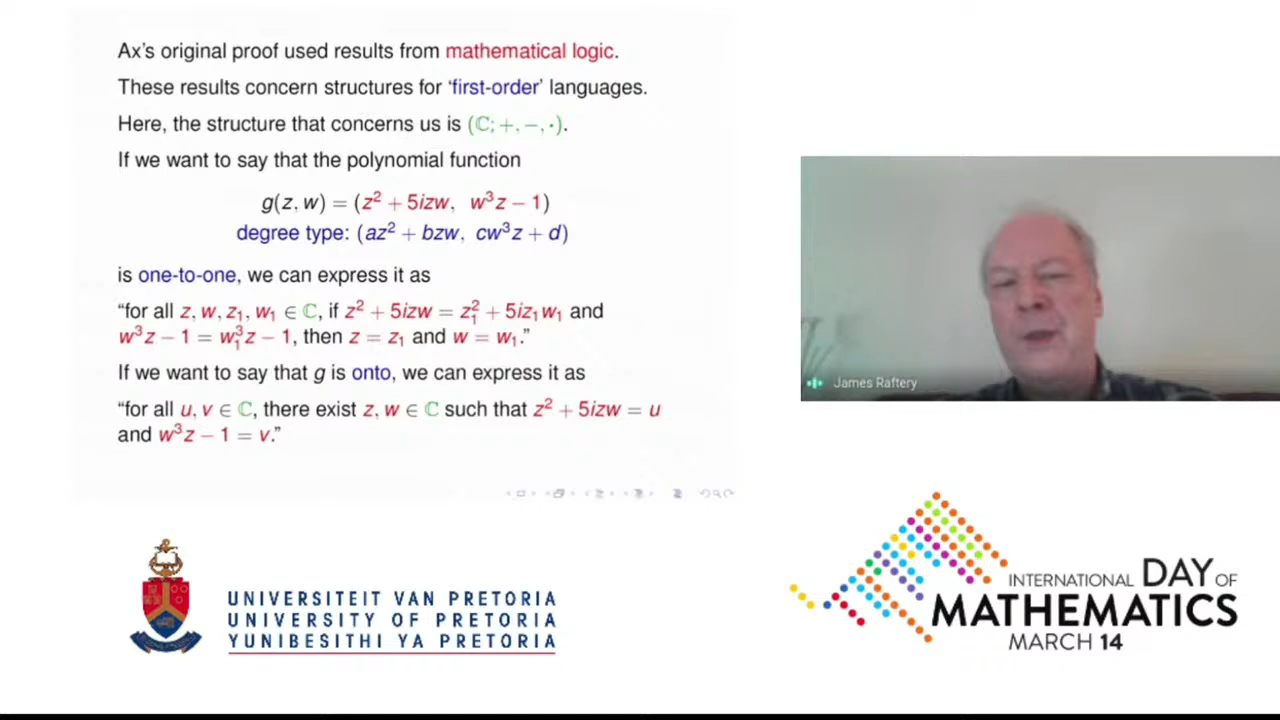 Ax's original proof used results from mathematical logic.
These results concern structures for 'first-order' languages.
Here, the structure that concerns us is (ℂ; +, −, ·).
If we want to say that the polynomial function
g(z, w) = (z² + 5izw, w³z − 1)
degree type: (az² + bzw, cw³z + d)
is one-to-one, we can express it as
“for all z, w, z₁, w₁ ∈ ℂ, if z² + 5izw = z₁² + 5iz₁w₁ and
w³z − 1 = w₁³z − 1, then z = z₁ and w = w₁.”
If we want to say that g is onto, we can express it as
“for all u, v ∈ ℂ, there exist z, w ∈ ℂ such that z² + 5izw = u
and w³z − 1 = v.”
James Raftery
UNIVERSITEIT VAN PRETORIA
UNIVERSITY OF PRETORIA
YUNIBESITHI YA PRETORIA
INTERNATIONAL DAY OF
MATHEMATICS
MARCH 14